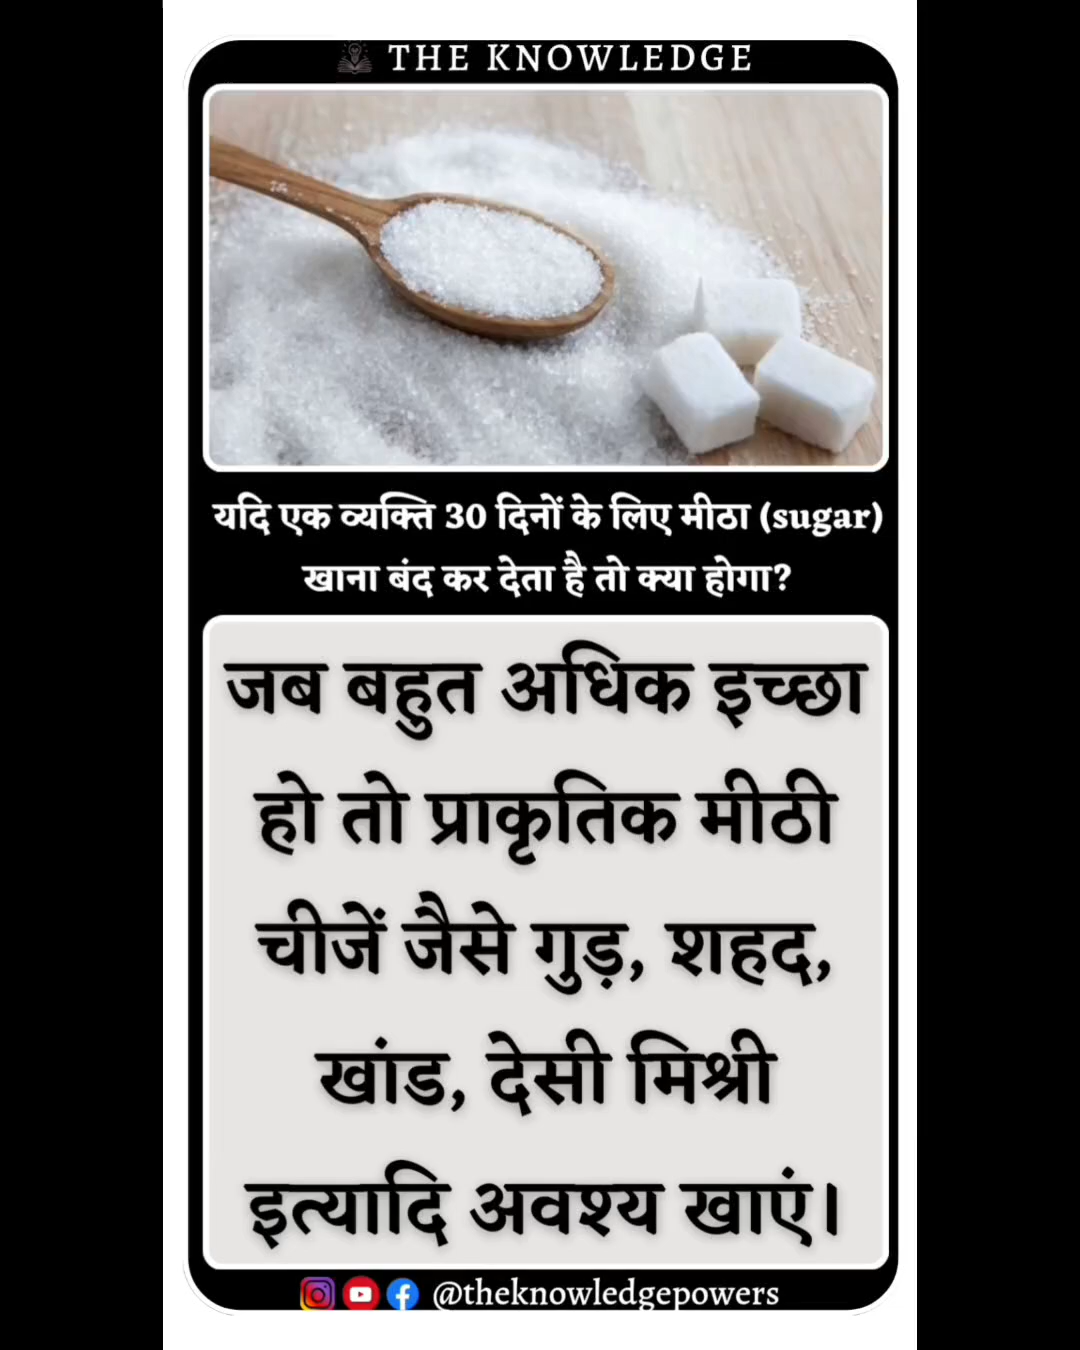 THE KNOWLEDGE
यदि एक व्यक्ति 30 दिनों के लिए मीठा (sugar)
खाना बंद कर देता है तो क्या होगा?
जब बहुत अधिक इच्छा
हो तो प्राकृतिक मीठी
चीजें जैसे गुड़, शहद,
खांड, देसी मिश्री
इत्यादि अवश्य खाएं।
@theknowledgepowers